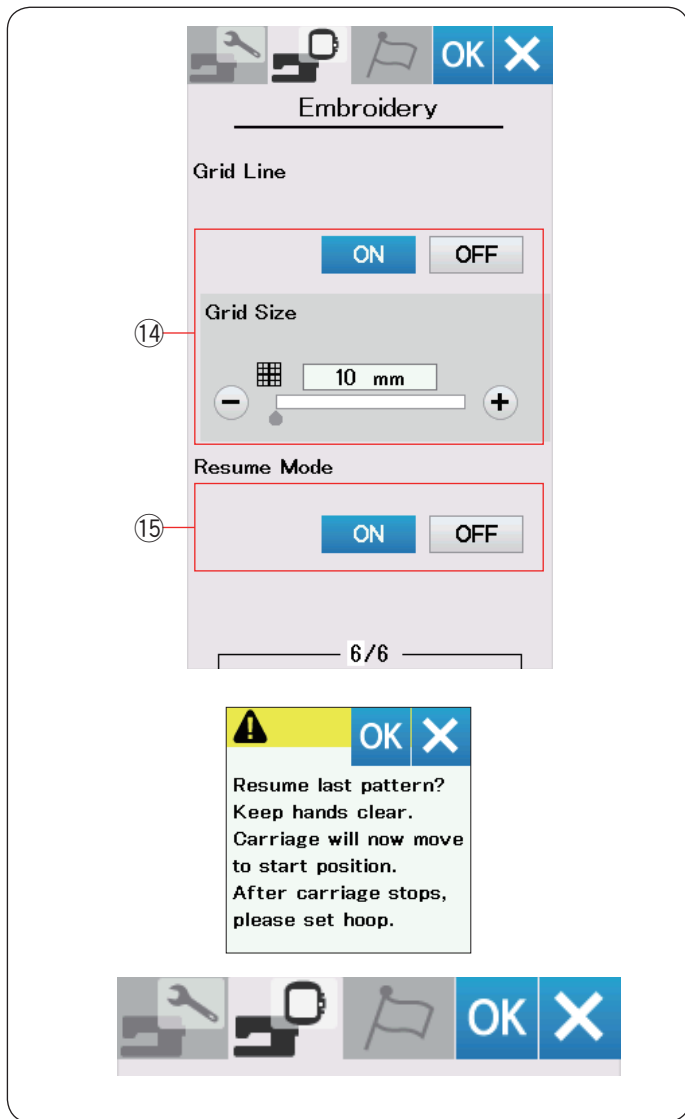 OK X
Embroidery
Grid Line
ON OFF
Grid Size
⑭
10 mm
− +
Resume Mode
⑮
ON OFF
6/6
OK X
Resume last pattern?
Keep hands clear.
Carriage will now move
to start position.
After carriage stops,
please set hoop.
OK X